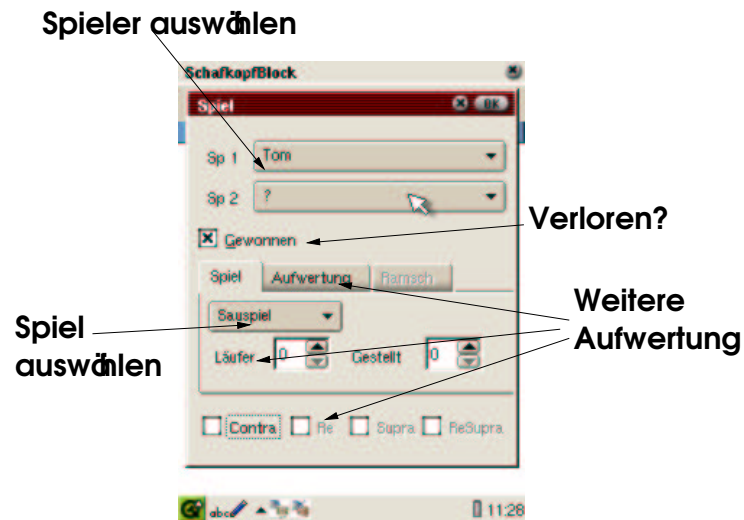 Spieler auswählen
SchafkopfBlock
Spiel
OK
Sp 1 Tom
Sp 2 ?
Gewonnen
Verloren?
Spiel Aufwertung Ramsch
Weitere
Aufwertung
Sauspiel
Spiel
auswählen
Läufer 0 Gestellt 0
Contra Re Supra ReSupra
abc 11:28